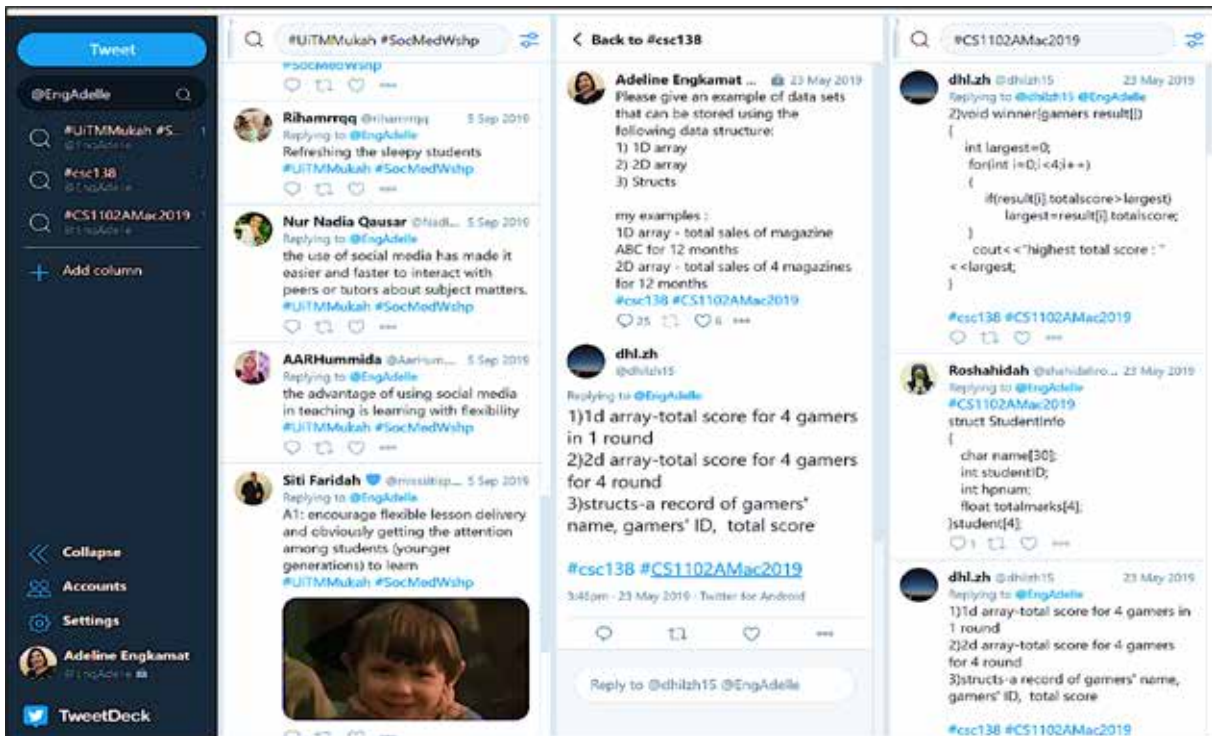 Tweet
@EngAdelle
#UiTMMukah #S...
@EngAdelle
#csc138
@EngAdelle
#CS1102AMac2019
@EngAdelle
Add column
Collapse
Accounts
Settings
Adeline Engkamat
@EngAdelle
TweetDeck
#UiTMMukah #SocMedWshp
#SocMedWshp
Rihamrrqq @rihamrrqq 5 Sep 2019
Replying to @EngAdelle
Refreshing the sleepy students
#UiTMMukah #SocMedWshp
Nur Nadia Qausar @Nadi... 5 Sep 2019
Replying to @EngAdelle
the use of social media has made it
easier and faster to interact with
peers or tutors about subject matters.
#UiTMMukah #SocMedWshp
AARHummida @AarHum... 5 Sep 2019
Replying to @EngAdelle
the advantage of using social media
in teaching is learning with flexibility
#UiTMMukah #SocMedWshp
Siti Faridah @misssitisp... 5 Sep 2019
Replying to @EngAdelle
A1: encourage flexible lesson delivery
and obviously getting the attention
among students (younger
generations) to learn
#UiTMMukah #SocMedWshp
Back to #csc138
Adeline Engkamat ... 23 May 2019
Please give an example of data sets
that can be stored using the
following data structure:
1) 1D array
2) 2D array
3) Structs
my examples :
1D array - total sales of magazine
ABC for 12 months
2D array - total sales of 4 magazines
for 12 months
#csc138 #CS1102AMac2019
25 6
dhl.zh
@dhilzh15
Replying to @EngAdelle
1)1d array-total score for 4 gamers
in 1 round
2)2d array-total score for 4 gamers
for 4 round
3)structs-a record of gamers'
name, gamers' ID, total score
#csc138 #CS1102AMac2019
3:46pm · 23 May 2019 · Twitter for Android
Reply to @dhilzh15 @EngAdelle
#CS1102AMac2019
dhl.zh @dhilzh15 23 May 2019
Replying to @dhilzh15 @EngAdelle
2)void winner(gamers result[])
{
int largest=0;
for(int i=0;i<4;i++)
{
if(result[i].totalscore>largest)
largest=result[i].totalscore;
}
cout<<"highest total score : "
<<largest;
}
#csc138 #CS1102AMac2019
Roshahidah @shahidahro... 23 May 2019
Replying to @EngAdelle
#CS1102AMac2019
struct StudentInfo
{
char name[30];
int studentID;
int hpnum;
float totalmarks[4];
}student[4];
1
dhl.zh @dhilzh15 23 May 2019
Replying to @EngAdelle
1)1d array-total score for 4 gamers in
1 round
2)2d array-total score for 4 gamers
for 4 round
3)structs-a record of gamers' name,
gamers' ID, total score
#csc138 #CS1102AMac2019